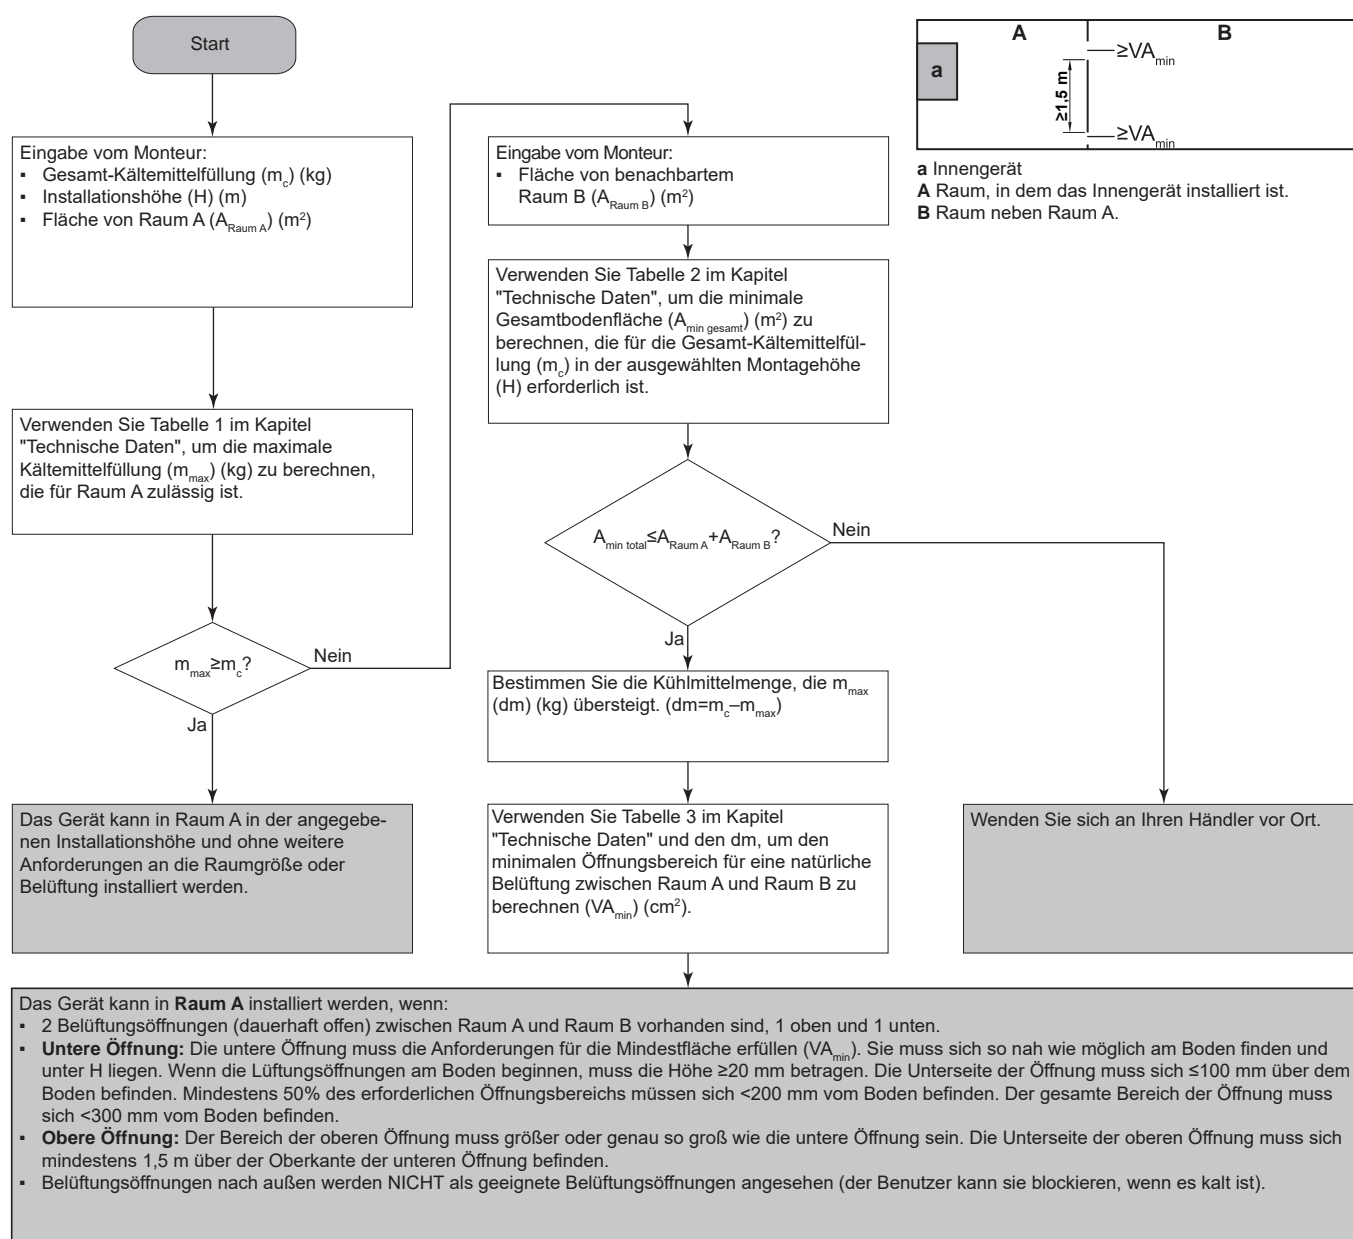 Start
Eingabe vom Monteur:
▪ Gesamt-Kältemittelfüllung (mc) (kg)
▪ Installationshöhe (H) (m)
▪ Fläche von Raum A (ARaum A) (m²)
Verwenden Sie Tabelle 1 im Kapitel
"Technische Daten", um die maximale
Kältemittelfüllung (mmax) (kg) zu berechnen,
die für Raum A zulässig ist.
mmax≥mc?
Nein
Ja
Das Gerät kann in Raum A in der angegebe-
nen Installationshöhe und ohne weitere
Anforderungen an die Raumgröße oder
Belüftung installiert werden.
Eingabe vom Monteur:
▪ Fläche von benachbartem
Raum B (ARaum B) (m²)
Verwenden Sie Tabelle 2 im Kapitel
"Technische Daten", um die minimale
Gesamtbodenfläche (Amin gesamt) (m²) zu
berechnen, die für die Gesamt-Kältemittelfül-
lung (mc) in der ausgewählten Montagehöhe
(H) erforderlich ist.
Amin total≤ARaum A+ARaum B?
Nein
Ja
Bestimmen Sie die Kühlmittelmenge, die mmax
(dm) (kg) übersteigt. (dm=mc–mmax)
Verwenden Sie Tabelle 3 im Kapitel
"Technische Daten" und den dm, um den
minimalen Öffnungsbereich für eine natürliche
Belüftung zwischen Raum A und Raum B zu
berechnen (VAmin) (cm²).
Wenden Sie sich an Ihren Händler vor Ort.
A
B
a
≥1,5 m
≥VAmin
≥VAmin
a Innengerät
A Raum, in dem das Innengerät installiert ist.
B Raum neben Raum A.
Das Gerät kann in Raum A installiert werden, wenn:
▪ 2 Belüftungsöffnungen (dauerhaft offen) zwischen Raum A und Raum B vorhanden sind, 1 oben und 1 unten.
▪ Untere Öffnung: Die untere Öffnung muss die Anforderungen für die Mindestfläche erfüllen (VAmin). Sie muss sich so nah wie möglich am Boden finden und
unter H liegen. Wenn die Lüftungsöffnungen am Boden beginnen, muss die Höhe ≥20 mm betragen. Die Unterseite der Öffnung muss sich ≤100 mm über dem
Boden befinden. Mindestens 50% des erforderlichen Öffnungsbereichs müssen sich <200 mm vom Boden befinden. Der gesamte Bereich der Öffnung muss
sich <300 mm vom Boden befinden.
▪ Obere Öffnung: Der Bereich der oberen Öffnung muss größer oder genau so groß wie die untere Öffnung sein. Die Unterseite der oberen Öffnung muss sich
mindestens 1,5 m über der Oberkante der unteren Öffnung befinden.
▪ Belüftungsöffnungen nach außen werden NICHT als geeignete Belüftungsöffnungen angesehen (der Benutzer kann sie blockieren, wenn es kalt ist).